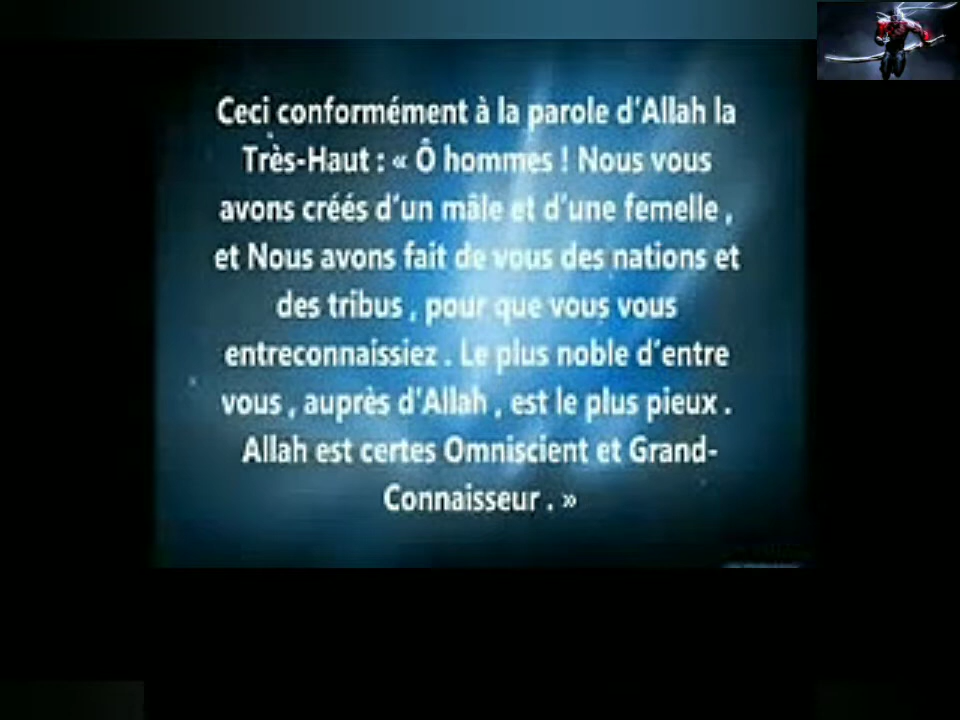 Ceci conformément à la parole d'Allah la
Très-Haut : « Ô hommes ! Nous vous
avons créés d'un mâle et d'une femelle ,
et Nous avons fait de vous des nations et
des tribus , pour que vous vous
entreconnaissiez . Le plus noble d'entre
vous , auprès d'Allah , est le plus pieux .
Allah est certes Omniscient et Grand-
Connaisseur . »